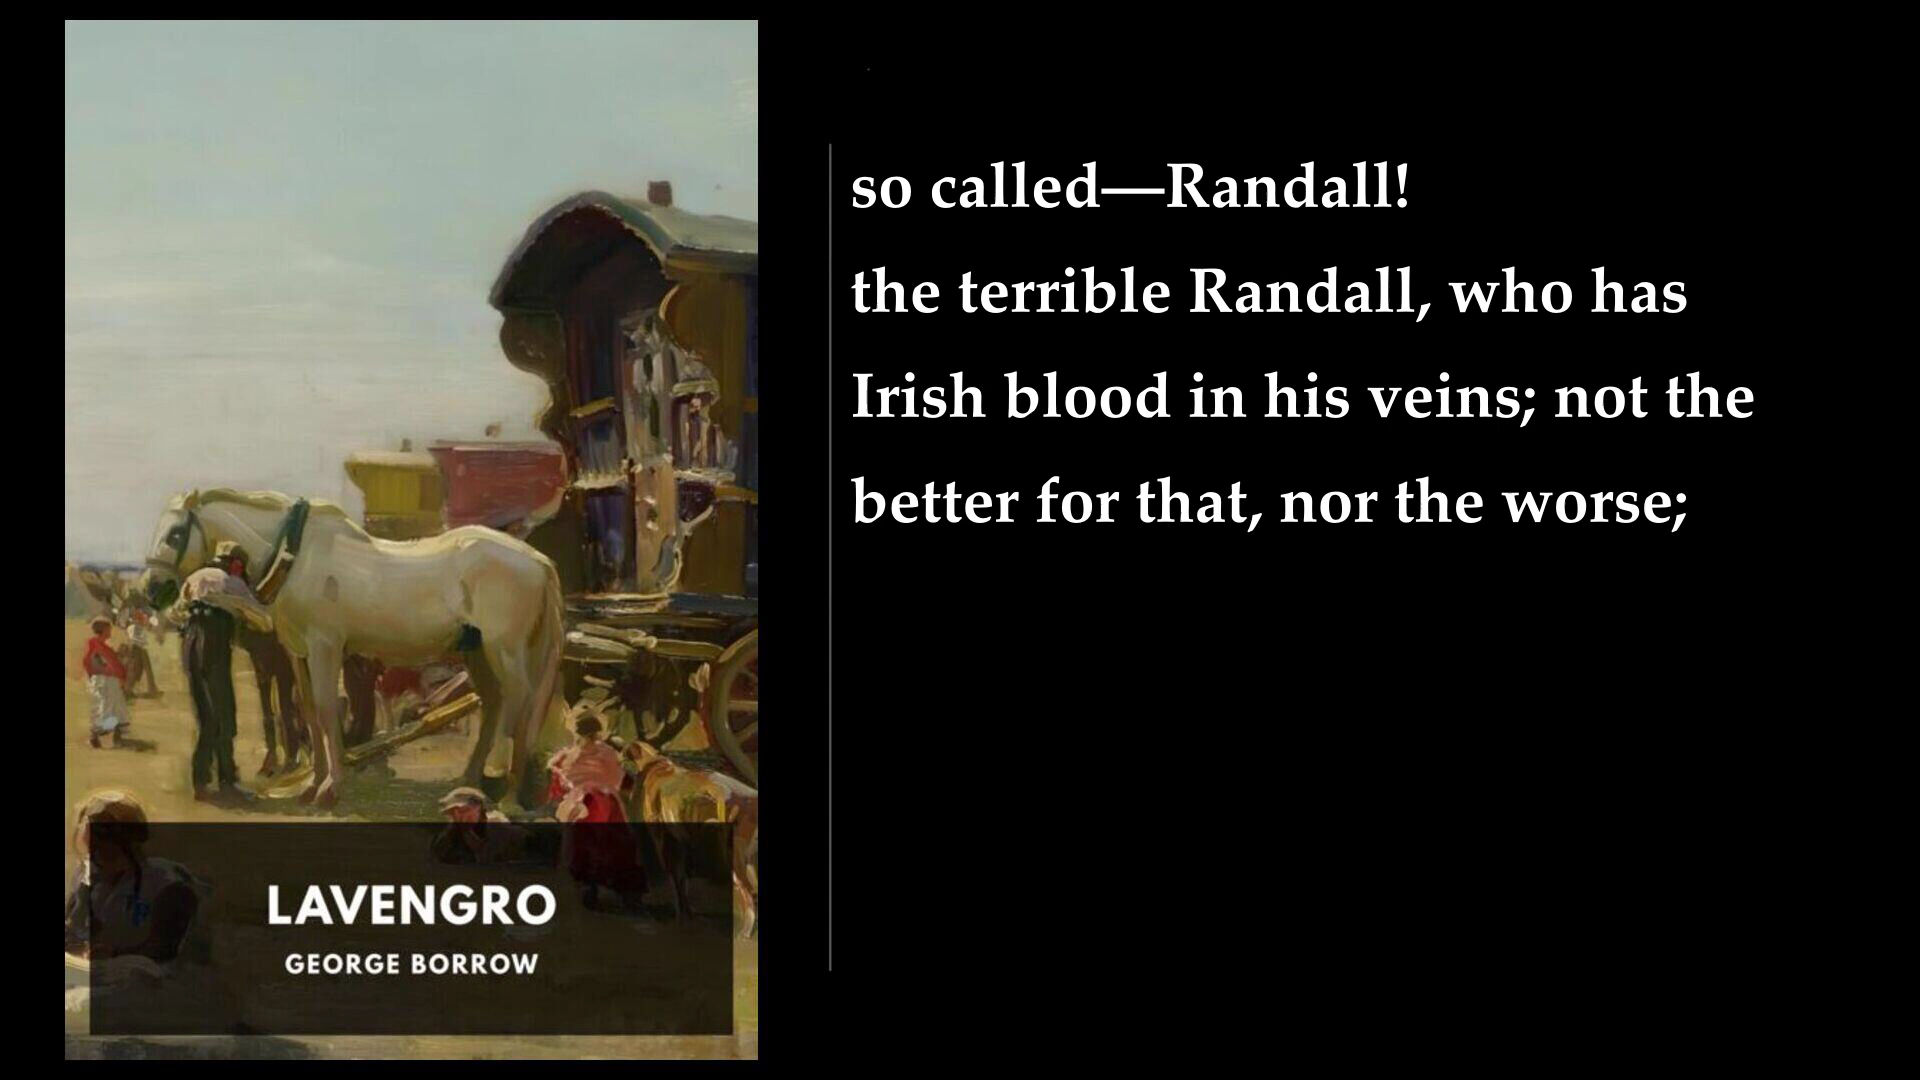 LAVENGRO
GEORGE BORROW
so called—Randall!
the terrible Randall, who has
Irish blood in his veins; not the
better for that, nor the worse;